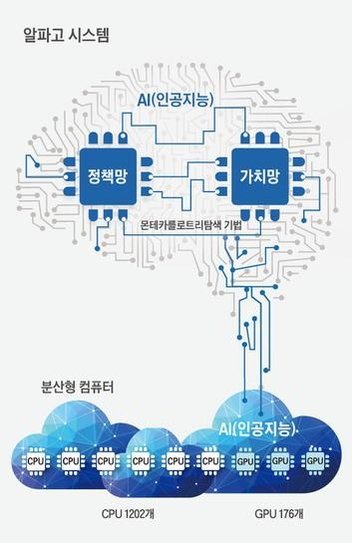 알파고 시스템
AI(인공지능)
정책망
가치망
몬테카를로트리탐색 기법
분산형 컴퓨터
AI(인공지능)
CPU CPU CPU CPU CPU CPU GPU GPU GPU
CPU 1202개
GPU 176개